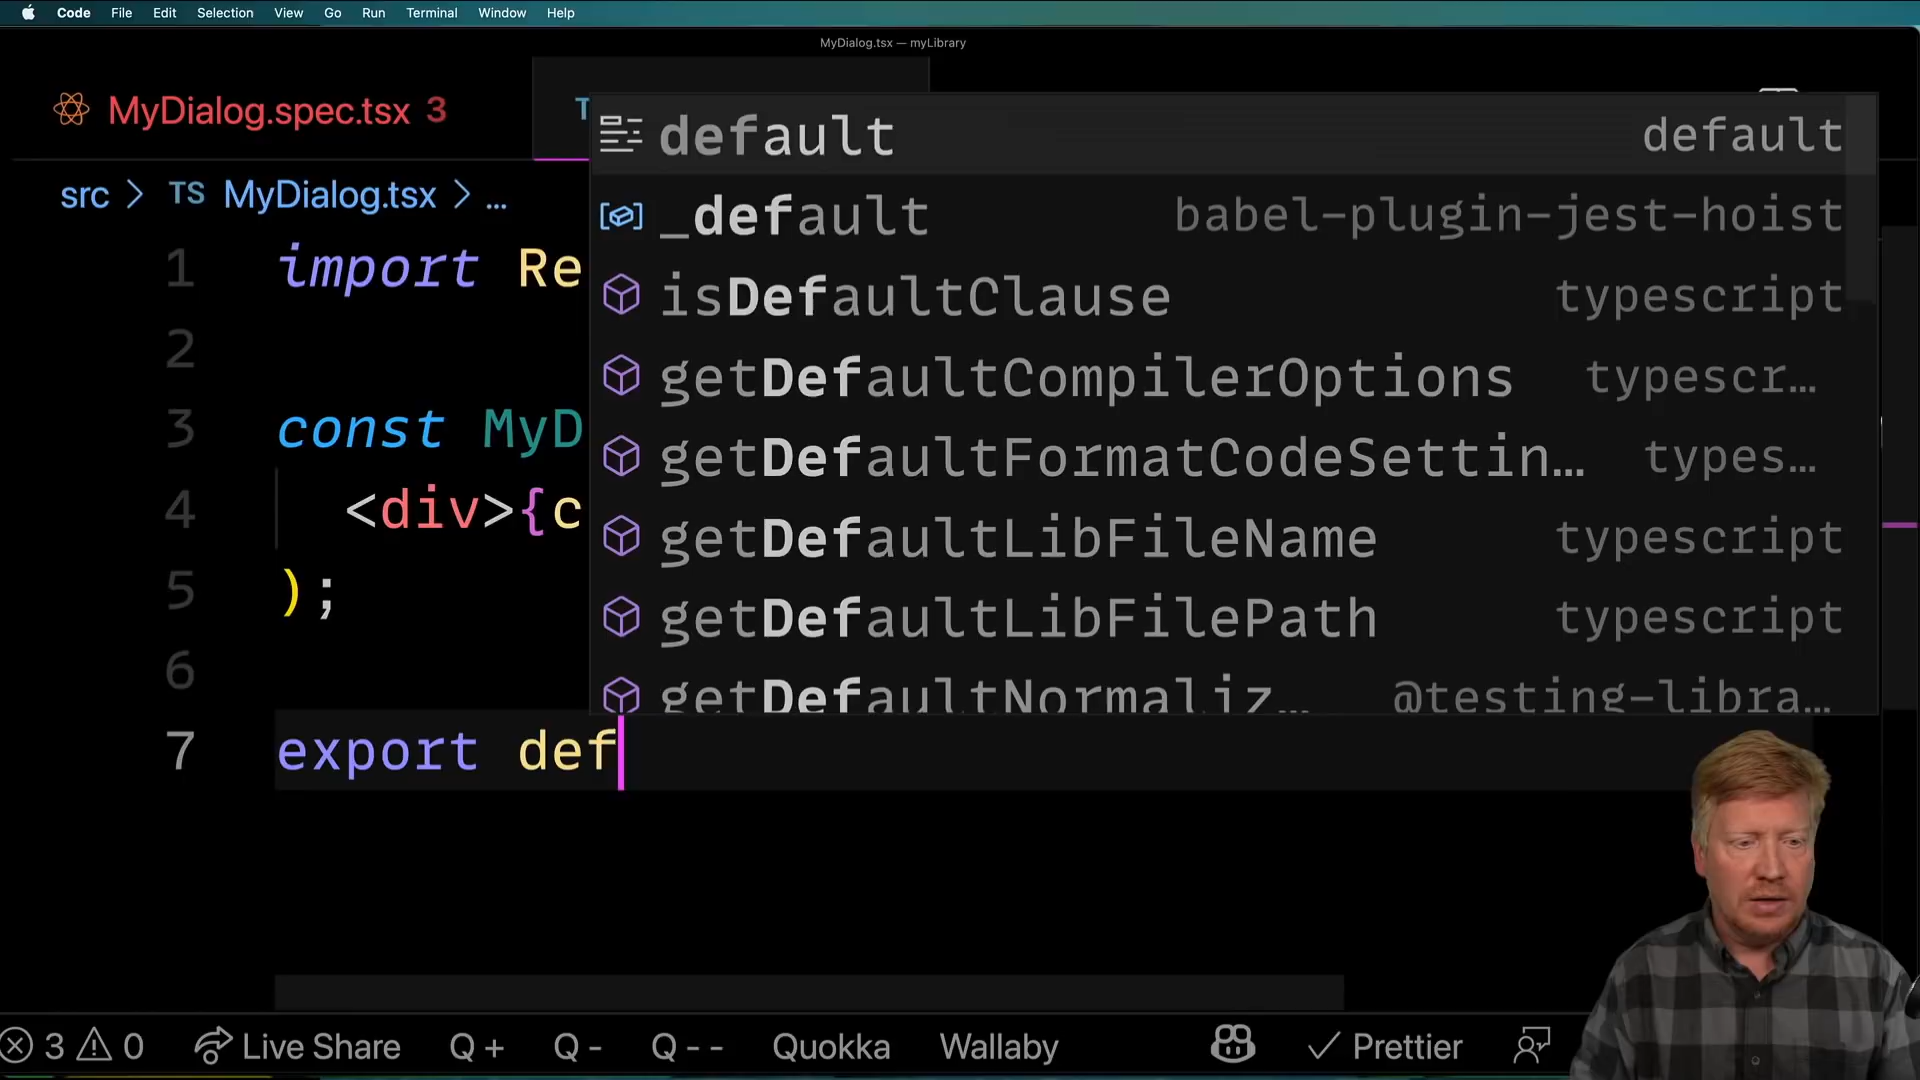 Code File Edit Selection View Go Run Terminal Window Help
MyDialog.tsx — myLibrary
MyDialog.spec.tsx 3
src > TS MyDialog.tsx > ...
default default
_default babel-plugin-jest-hoist
isDefaultClause typescript
getDefaultCompilerOptions typescr…
getDefaultFormatCodeSettin… types…
getDefaultLibFileName typescript
getDefaultLibFilePath typescript
getDefaultNormaliz… @testing-libra…
1 import Re
2
3 const MyD
4 <div>{c
5 );
6
7 export def
3 0 Live Share Q + Q - Q - - Quokka Wallaby Prettier